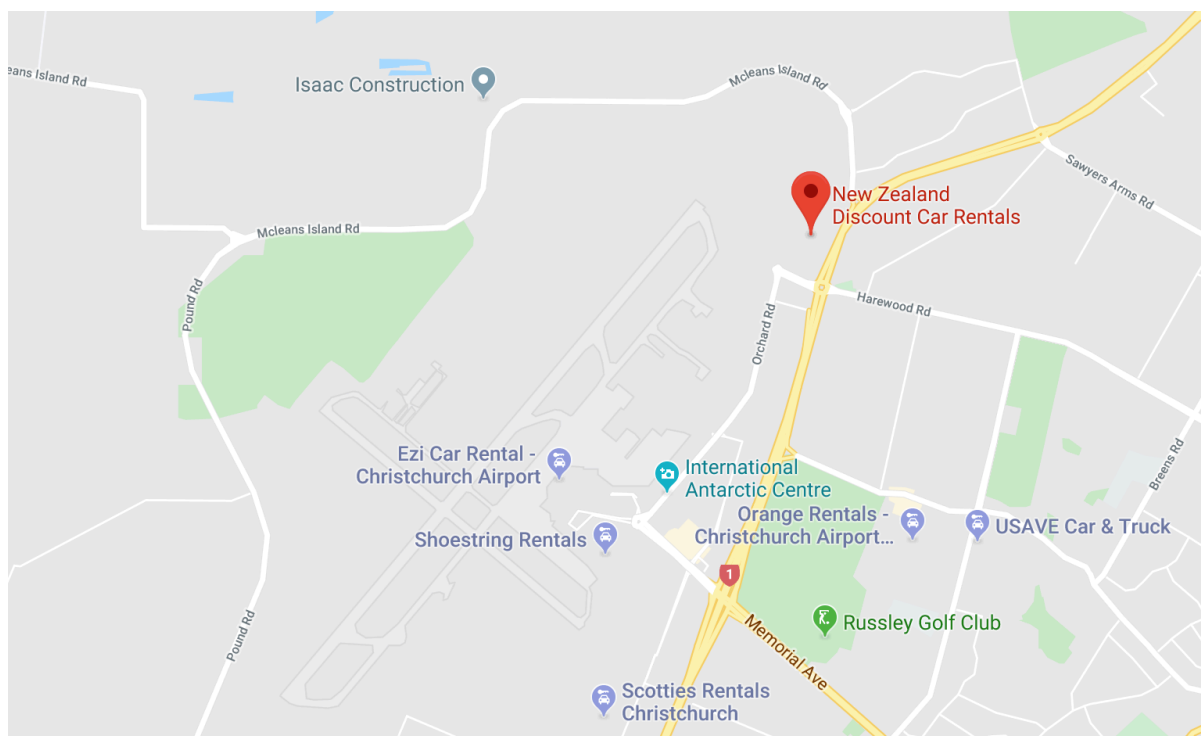 eans Island Rd
Isaac Construction
Mcleans Island Rd
Sawyers Arms Rd
New Zealand
Discount Car Rentals
Mcleans Island Rd
Pound Rd
Harewood Rd
Orchard Rd
Ezi Car Rental -
Christchurch Airport
International
Antarctic Centre
Breens Rd
Orange Rentals -
Christchurch Airport...
USAVE Car & Truck
Shoestring Rentals
1
Pound Rd
Russley Golf Club
Memorial Ave
Scotties Rentals
Christchurch